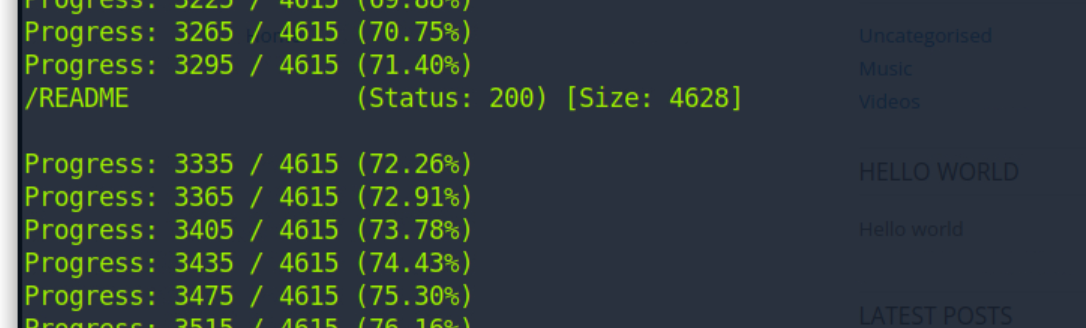 Progress: 3225 / 4615 (69.88%)
Progress: 3265 / 4615 (70.75%)
Progress: 3295 / 4615 (71.40%)
/README (Status: 200) [Size: 4628]
Progress: 3335 / 4615 (72.26%)
Progress: 3365 / 4615 (72.91%)
Progress: 3405 / 4615 (73.78%)
Progress: 3435 / 4615 (74.43%)
Progress: 3475 / 4615 (75.30%)
Progress: 3515 / 4615 (76.16%)
Uncategorised
Music
Videos
HELLO WORLD
Hello world
LATEST POSTS